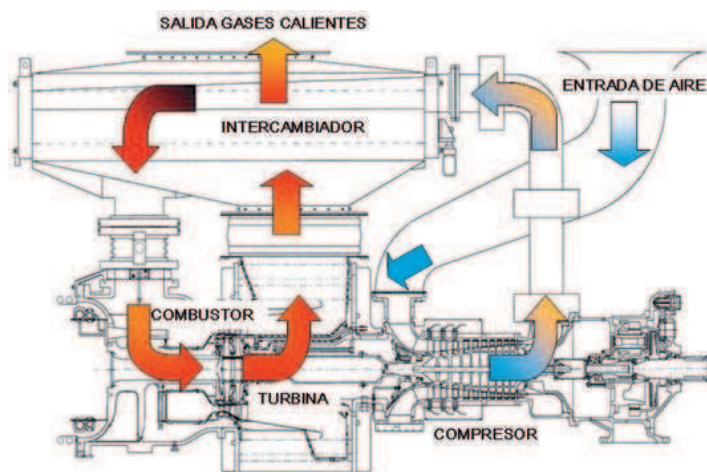 SALIDA GASES CALIENTES
ENTRADA DE AIRE
INTERCAMBIADOR
COMBUSTOR
TURBINA
COMPRESOR